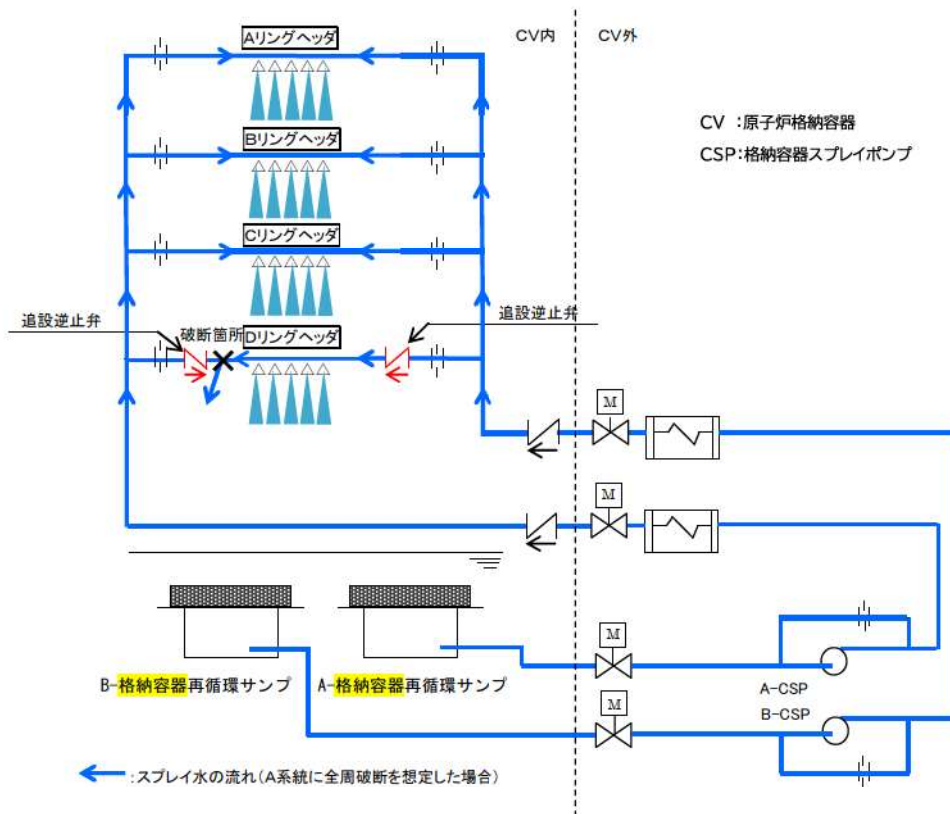 Aリングヘッダ
CV内
CV外
CV :原子炉格納容器
CSP:格納容器スプレイポンプ
Bリングヘッダ
Cリングヘッダ
追設逆止弁
破断箇所
Dリングヘッダ
追設逆止弁
M
M
M
M
B-格納容器再循環サンプ
A-格納容器再循環サンプ
A-CSP
B-CSP
:スプレイ水の流れ(A系統に全周破断を想定した場合)